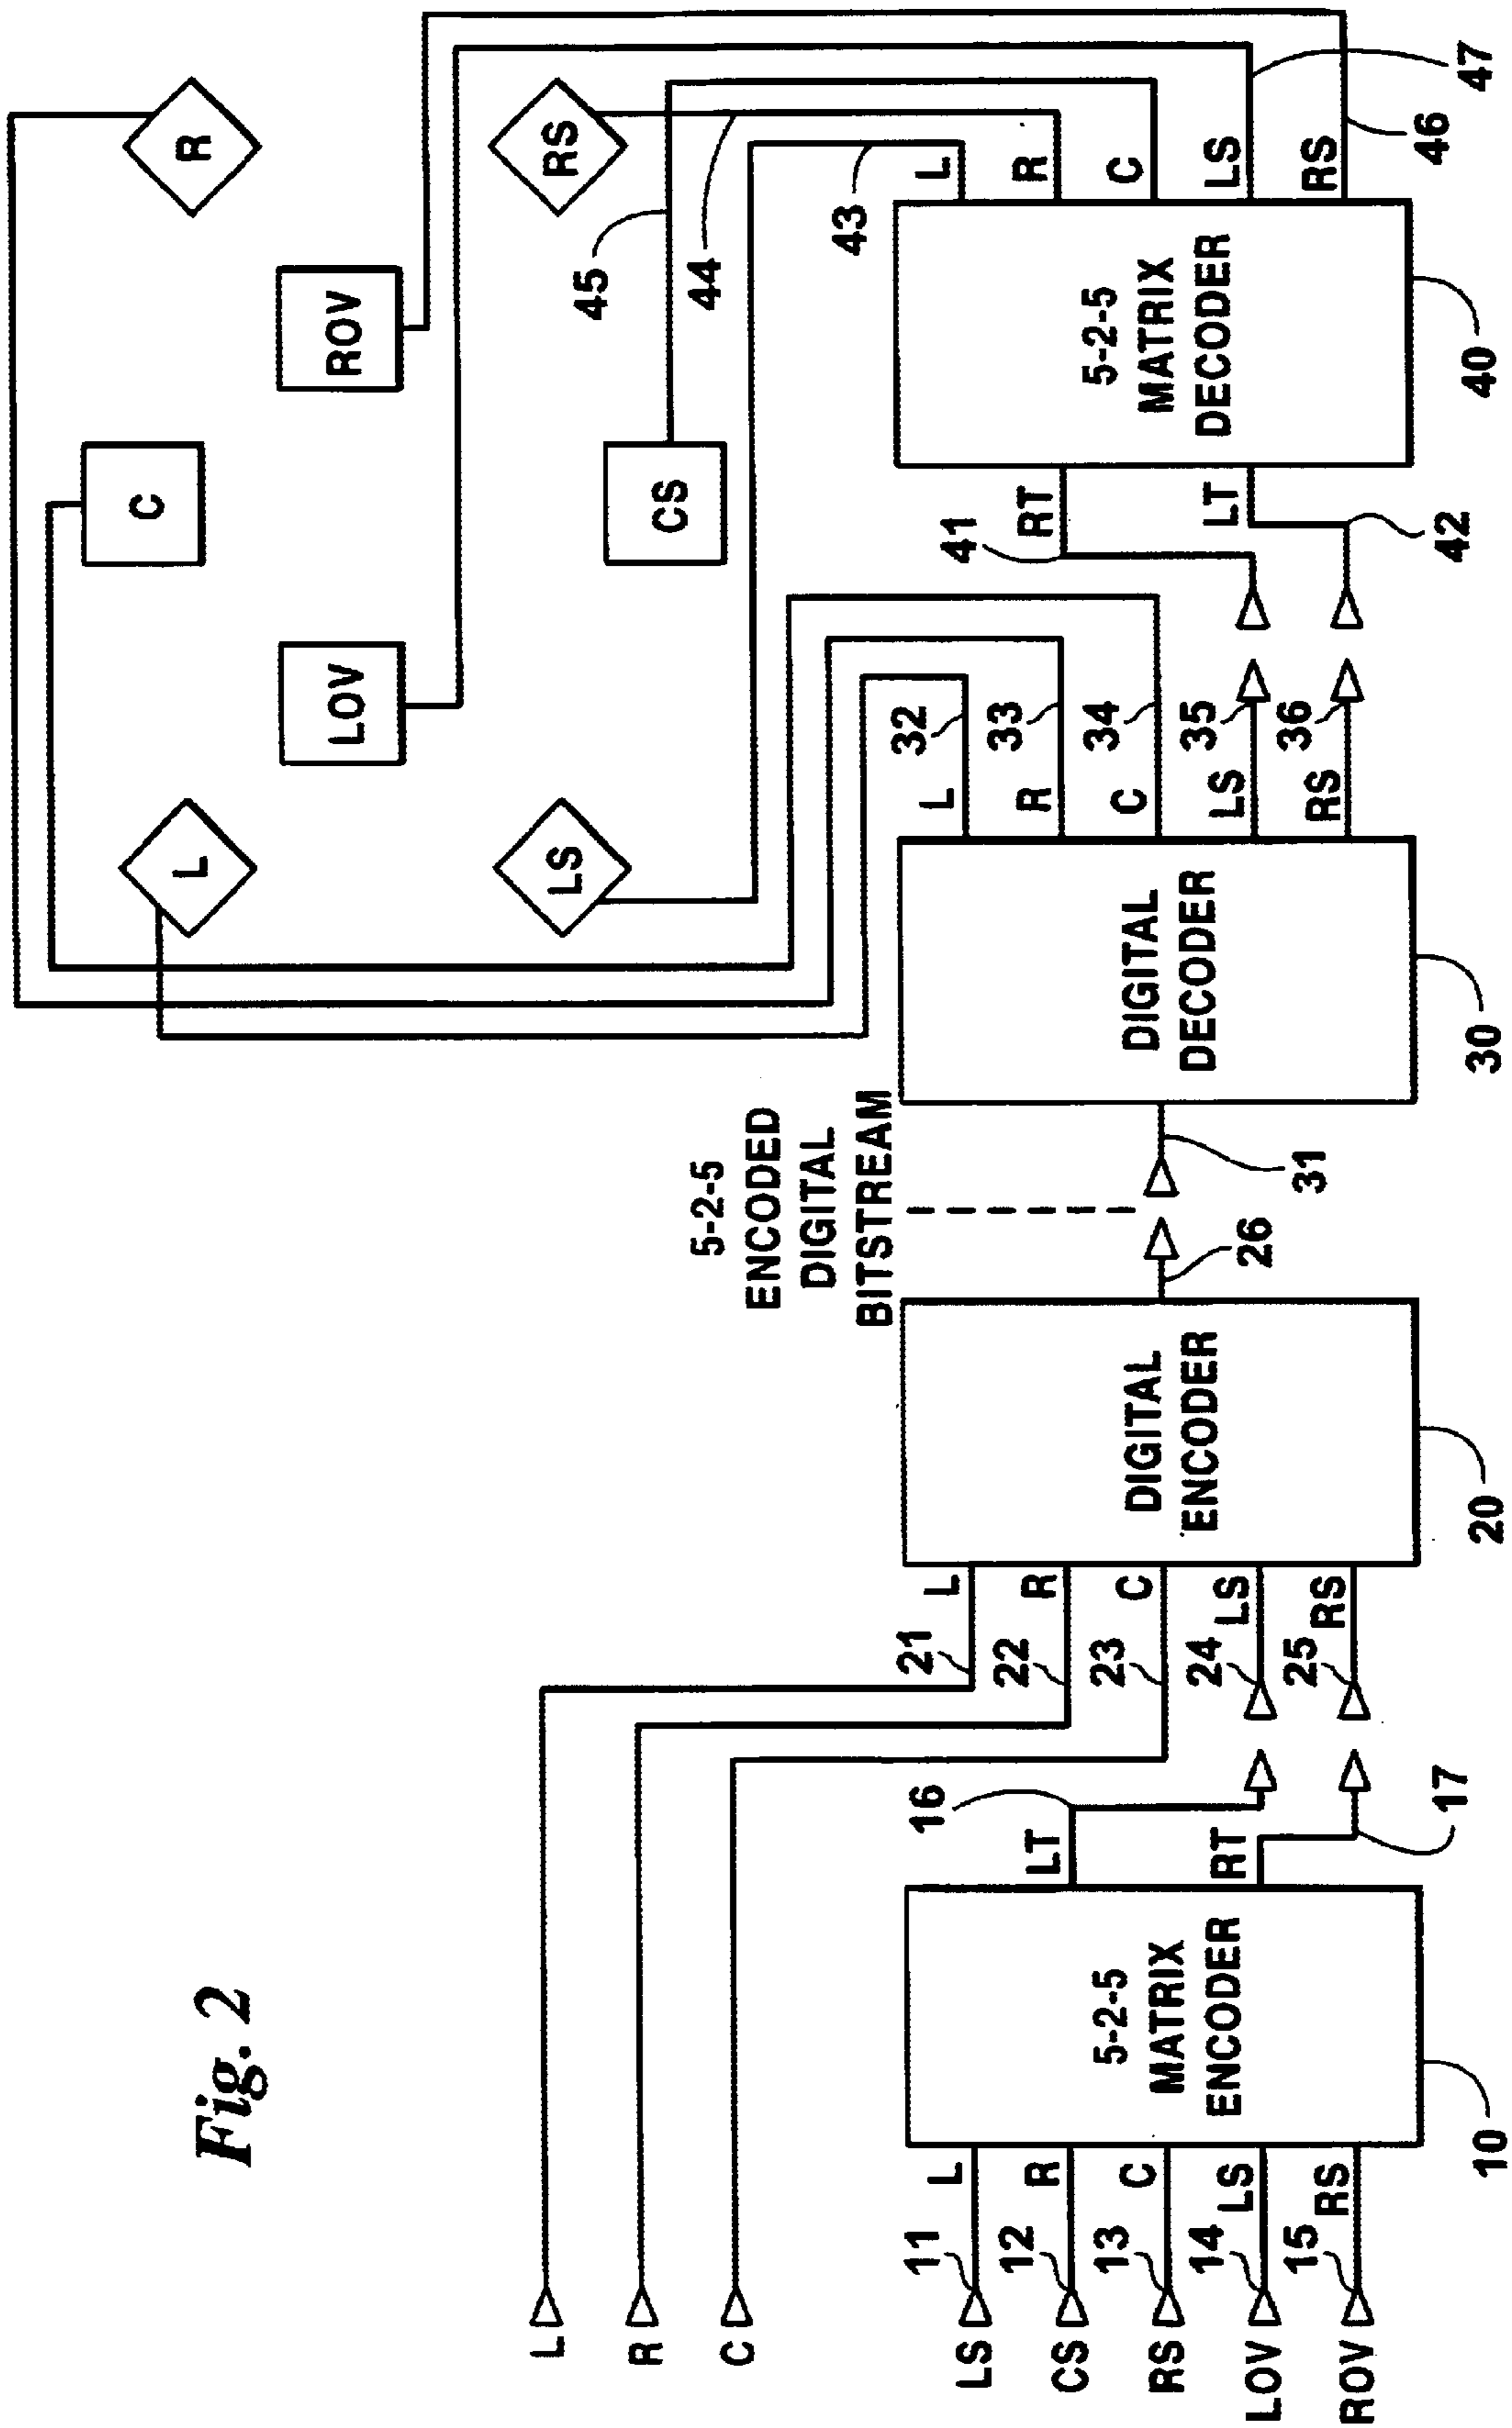 Fig. 2
L
R
C
LS
CS
RS
LOV
ROV
11
12
13
14
15
L
R
C
LS
RS
5-2-5
MATRIX
ENCODER
10
LT
RT
16
17
21
22
23
24
25
L
R
C
LS
RS
DIGITAL
ENCODER
20
26
5-2-5
ENCODED
DIGITAL
BITSTREAM
31
DIGITAL
DECODER
30
L
R
C
LS
RS
32
33
34
35
36
41
42
RT
LT
5-2-5
MATRIX
DECODER
40
L
R
C
LS
RS
43
44
45
46
47
L
C
R
LOV
ROV
LS
CS
RS